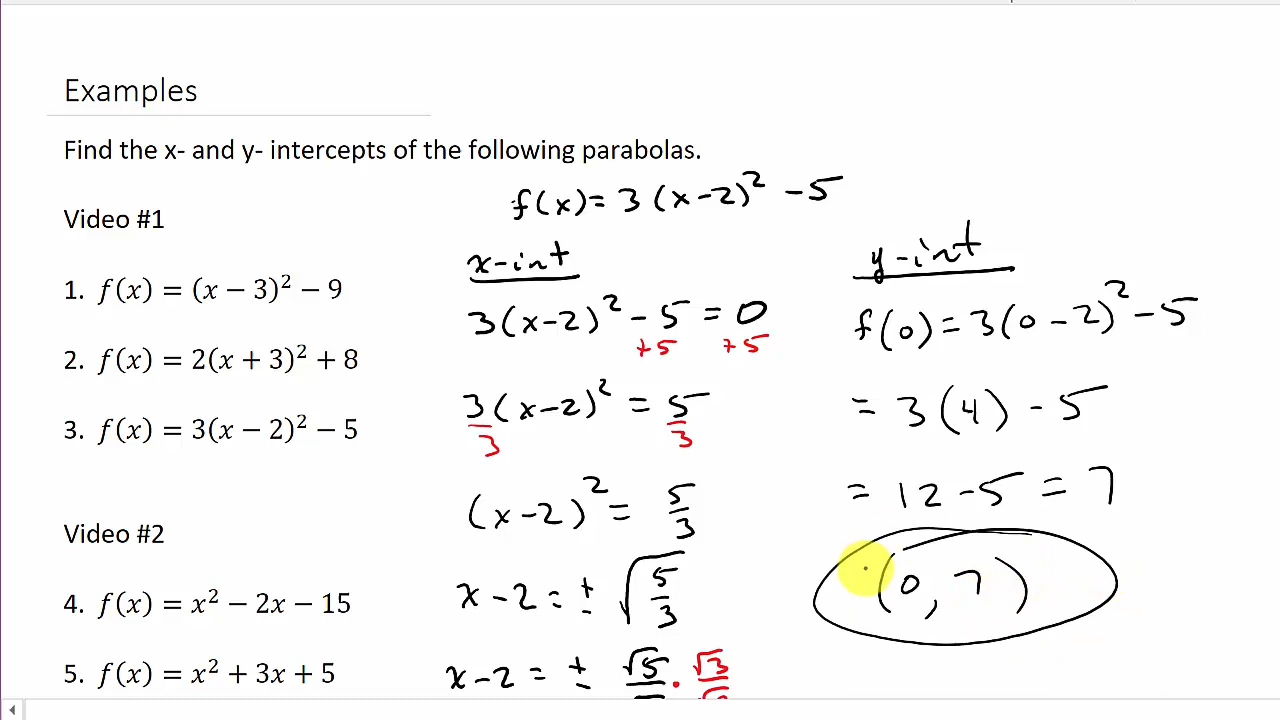 Examples
Find the x- and y- intercepts of the following parabolas.
Video #1
1. f(x) = (x − 3)² − 9
2. f(x) = 2(x + 3)² + 8
3. f(x) = 3(x − 2)² − 5
Video #2
4. f(x) = x² − 2x − 15
5. f(x) = x² + 3x + 5
f(x)= 3(x-2)² -5
x-int
3(x-2)² - 5 = 0
+5 +5
3(x-2)² = 5
3 3
(x-2)² = 5/3
x-2 = ± √(5/3)
x-2 = ± √5 · √3
y-int
f(0) = 3(0-2)² - 5
= 3(4) - 5
= 12 - 5 = 7
(0, 7)